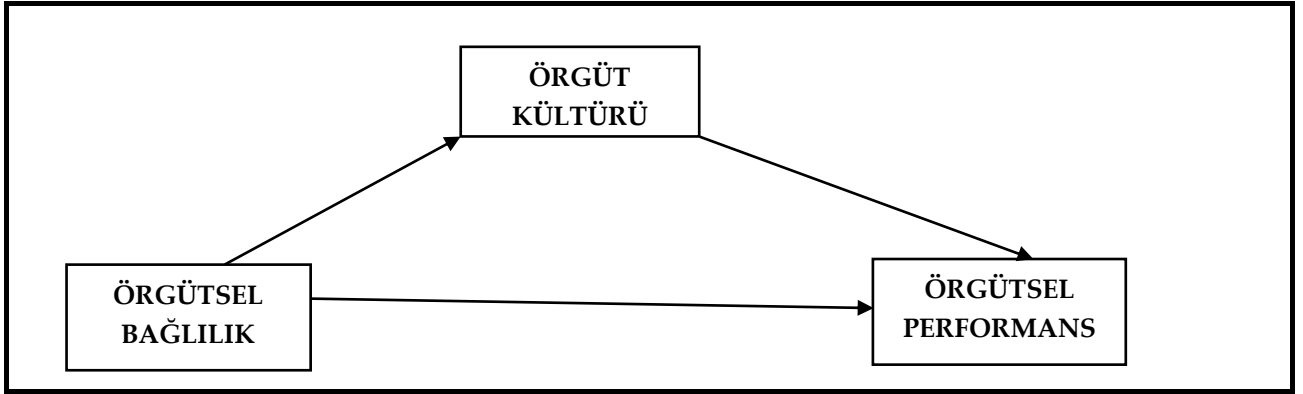 ÖRGÜT
KÜLTÜRÜ
ÖRGÜTSEL
BAĞLILIK
ÖRGÜTSEL
PERFORMANS